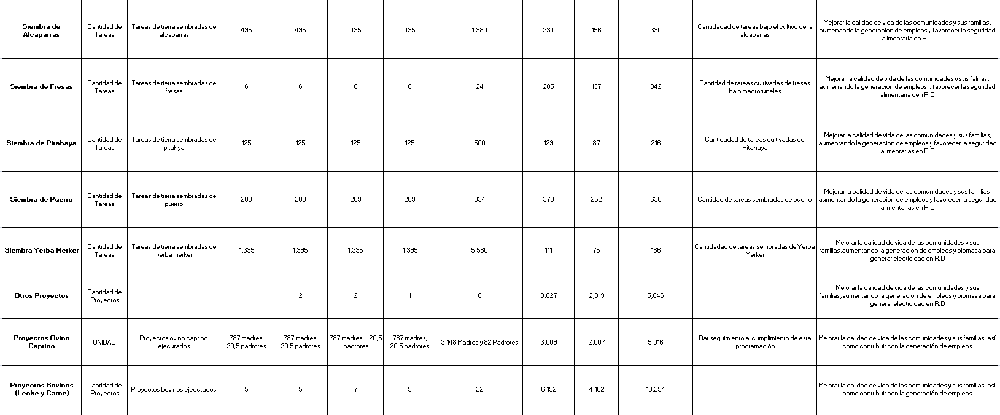 Siembra de
Alcaparras
Cantidad de
Tareas
Tareas de tierra sembradas de
alcaparras
495
495
495
495
1,980
234
156
390
Cantidadad de tareas bajo el cultivo de la
alcaparras
Mejorar la calidad de vida de las comunidades y sus familias,
aumenando la generacion de empleos y favorecer la seguridad
alimentaria en R.D
Siembra de Fresas
Cantidad de
Tareas
Tareas de tierra sembradas de
fresas
6
6
6
6
24
205
137
342
Cantidad de tareas cultivadas de fresas
bajo macrotuneles
Mejorar la calidad de vida de las comunidades y sus falilias,
aumenando la generacion de empleos y favorecer la seguridad
alimentaria den R.D
Siembra de Pitahaya
Cantidad de
Tareas
Tareas de tierra sembradas de
pitahya
125
125
125
125
500
129
87
216
Cantidadad de tareas cultivadas de
Pitahaya
Mejorar la calidad de vida de las comunidades y sus familias,
aumentando la generacion de empleos y favorecer la seguridad
alimentarias en R.D
Siembra de Puerro
Cantidad de
Tareas
Tareas de tierra sembradas de
puerro
209
209
209
209
834
378
252
630
Cantidad de tareas sembradas de puerro
Mejorar la calidad de vida de las comunidades y sus familias,
aumentando la generacion de empleos y favorecer la seguridad
alimentarias en R.D
Siembra Yerba Merker
Cantidad de
Tareas
Tareas de tierra sembradas de
yerba merker
1,395
1,395
1,395
1,395
5,580
111
75
186
Cantidadad de tareas sembradas de Yerba
Merker
Mejorar la calidad de vida de las comunidades y sus
familias,aumentando la generacion de empleos y biomasa para
generar electicidad en R.D
Otros Proyectos
Cantidad de
Proyectos
1
2
2
1
6
3,027
2,019
5,046
Mejorar la calidad de vida de las comunidades y sus
familias,aumentando la generacion de empleos y biomasa para
generar electicidad en R.D
Proyectos Ovino
Caprino
UNIDAD
Proyectos ovino caprino
ejecutados
787 madres,
20,5 padrotes
787 madres,
20,5 padrotes
787 madres, 20,5
padrotes
787 madres,
20,5 padrotes
3,148 Madres y 82 Padrotes
3,009
2,007
5,016
Dar seguimiento al cumplimiento de esta
programación
Mejorar la calidad de vida de las comunidades y sus familias, así
como contribuir con la generación de empleos
Proyectos Bovinos
(Leche y Carne)
Cantidad de
Proyectos
Proyectos bovinos ejecutados
5
5
7
5
22
6,152
4,102
10,254
Mejorar la calidad de vida de las comunidades y sus familias, así
como contribuir con la generación de empleos